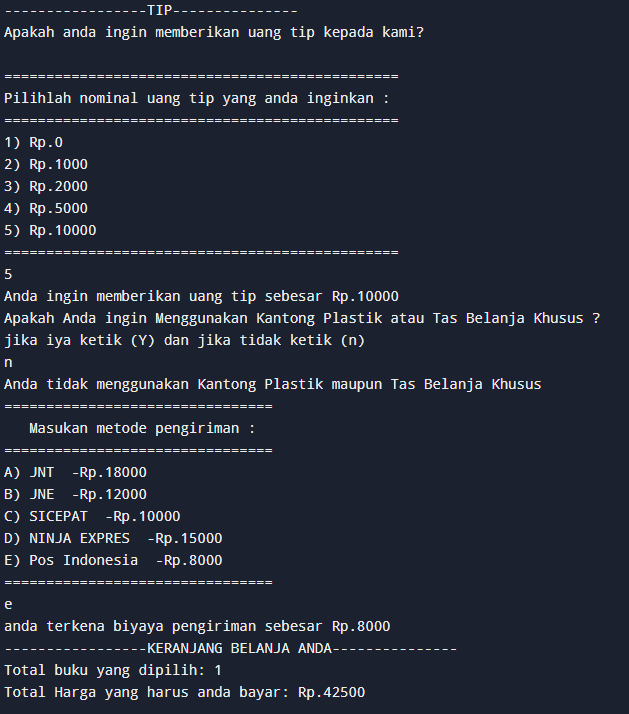 -----------------TIP---------------
Apakah anda ingin memberikan uang tip kepada kami?
===============================================
Pilihlah nominal uang tip yang anda inginkan :
===============================================
1) Rp.0
2) Rp.1000
3) Rp.2000
4) Rp.5000
5) Rp.10000
===============================================
5
Anda ingin memberikan uang tip sebesar Rp.10000
Apakah Anda ingin Menggunakan Kantong Plastik atau Tas Belanja Khusus ?
jika iya ketik (Y) dan jika tidak ketik (n)
n
Anda tidak menggunakan Kantong Plastik maupun Tas Belanja Khusus
================================
   Masukan metode pengiriman :
================================
A) JNT  -Rp.18000
B) JNE  -Rp.12000
C) SICEPAT  -Rp.10000
D) NINJA EXPRES  -Rp.15000
E) Pos Indonesia  -Rp.8000
================================
e
anda terkena biyaya pengiriman sebesar Rp.8000
-----------------KERANJANG BELANJA ANDA---------------
Total buku yang dipilih: 1
Total Harga yang harus anda bayar: Rp.42500